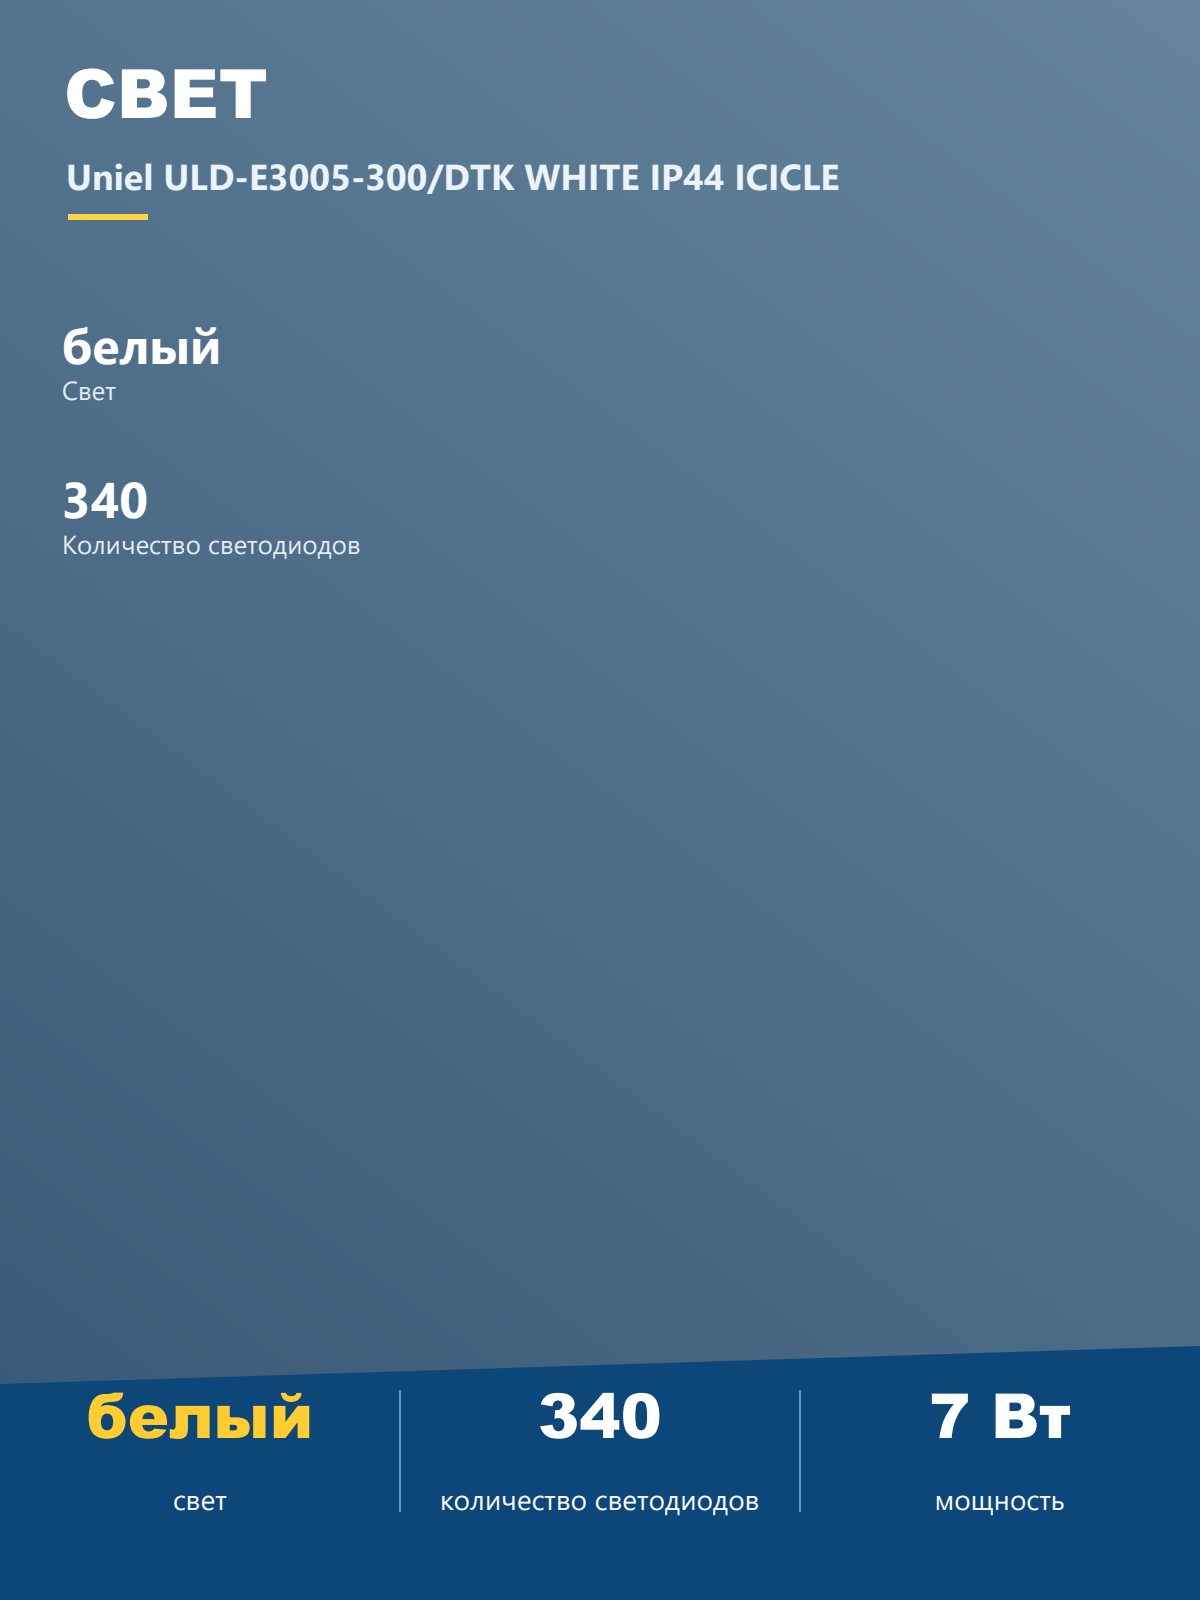 СВЕТ
Uniel ULD-E3005-300/DTK WHITE IP44 ICICLE
белый
Свет
340
Количество светодиодов
белый
свет
340
количество светодиодов
7 Вт
мощность